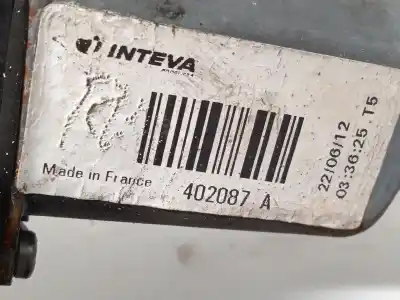 INTEVA
Made in France
402087 A
22/06/12
03:36:25 T5